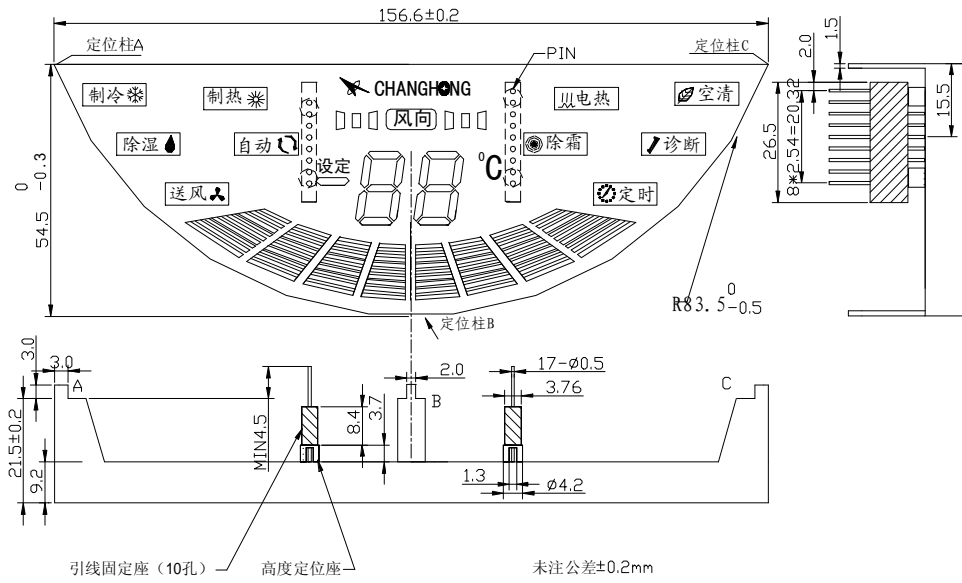 156.6±0.2
定位柱A
定位柱C
PIN
1.5
2.0
制冷
制热
CHANGHONG
电热
空清
风向
除湿
自动
除霜
诊断
设定
0C
送风
定时
15.5
26.5
8*2.54=20.32
0
54.5 -0.3
0
R83.5 -0.5
定位柱B
3.0
3.0
A
2.0
17-ø0.5
3.76
C
B
21.5±0.2
MIN4.5
8.4
3.7
9.2
1.3
ø4.2
引线固定座（10孔）
高度定位座
未注公差±0.2mm